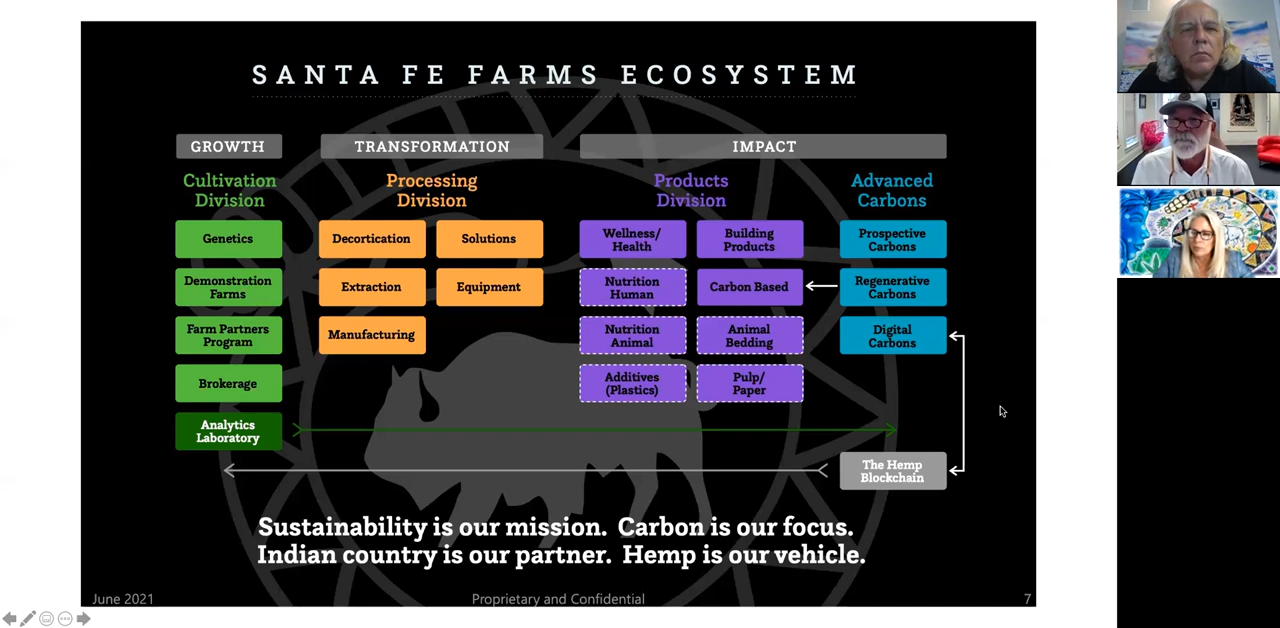 SANTA FE FARMS ECOSYSTEM
GROWTH
TRANSFORMATION
IMPACT
Cultivation
Division
Processing
Division
Products
Division
Advanced
Carbons
Genetics
Demonstration
Farms
Farm Partners
Program
Brokerage
Analytics
Laboratory
Decortication
Solutions
Extraction
Equipment
Manufacturing
Wellness/
Health
Building
Products
Nutrition
Human
Carbon Based
Nutrition
Animal
Animal
Bedding
Additives
(Plastics)
Pulp/
Paper
Prospective
Carbons
Regenerative
Carbons
Digital
Carbons
The Hemp
Blockchain
Sustainability is our mission. Carbon is our focus.
Indian country is our partner. Hemp is our vehicle.
June 2021
Proprietary and Confidential
7